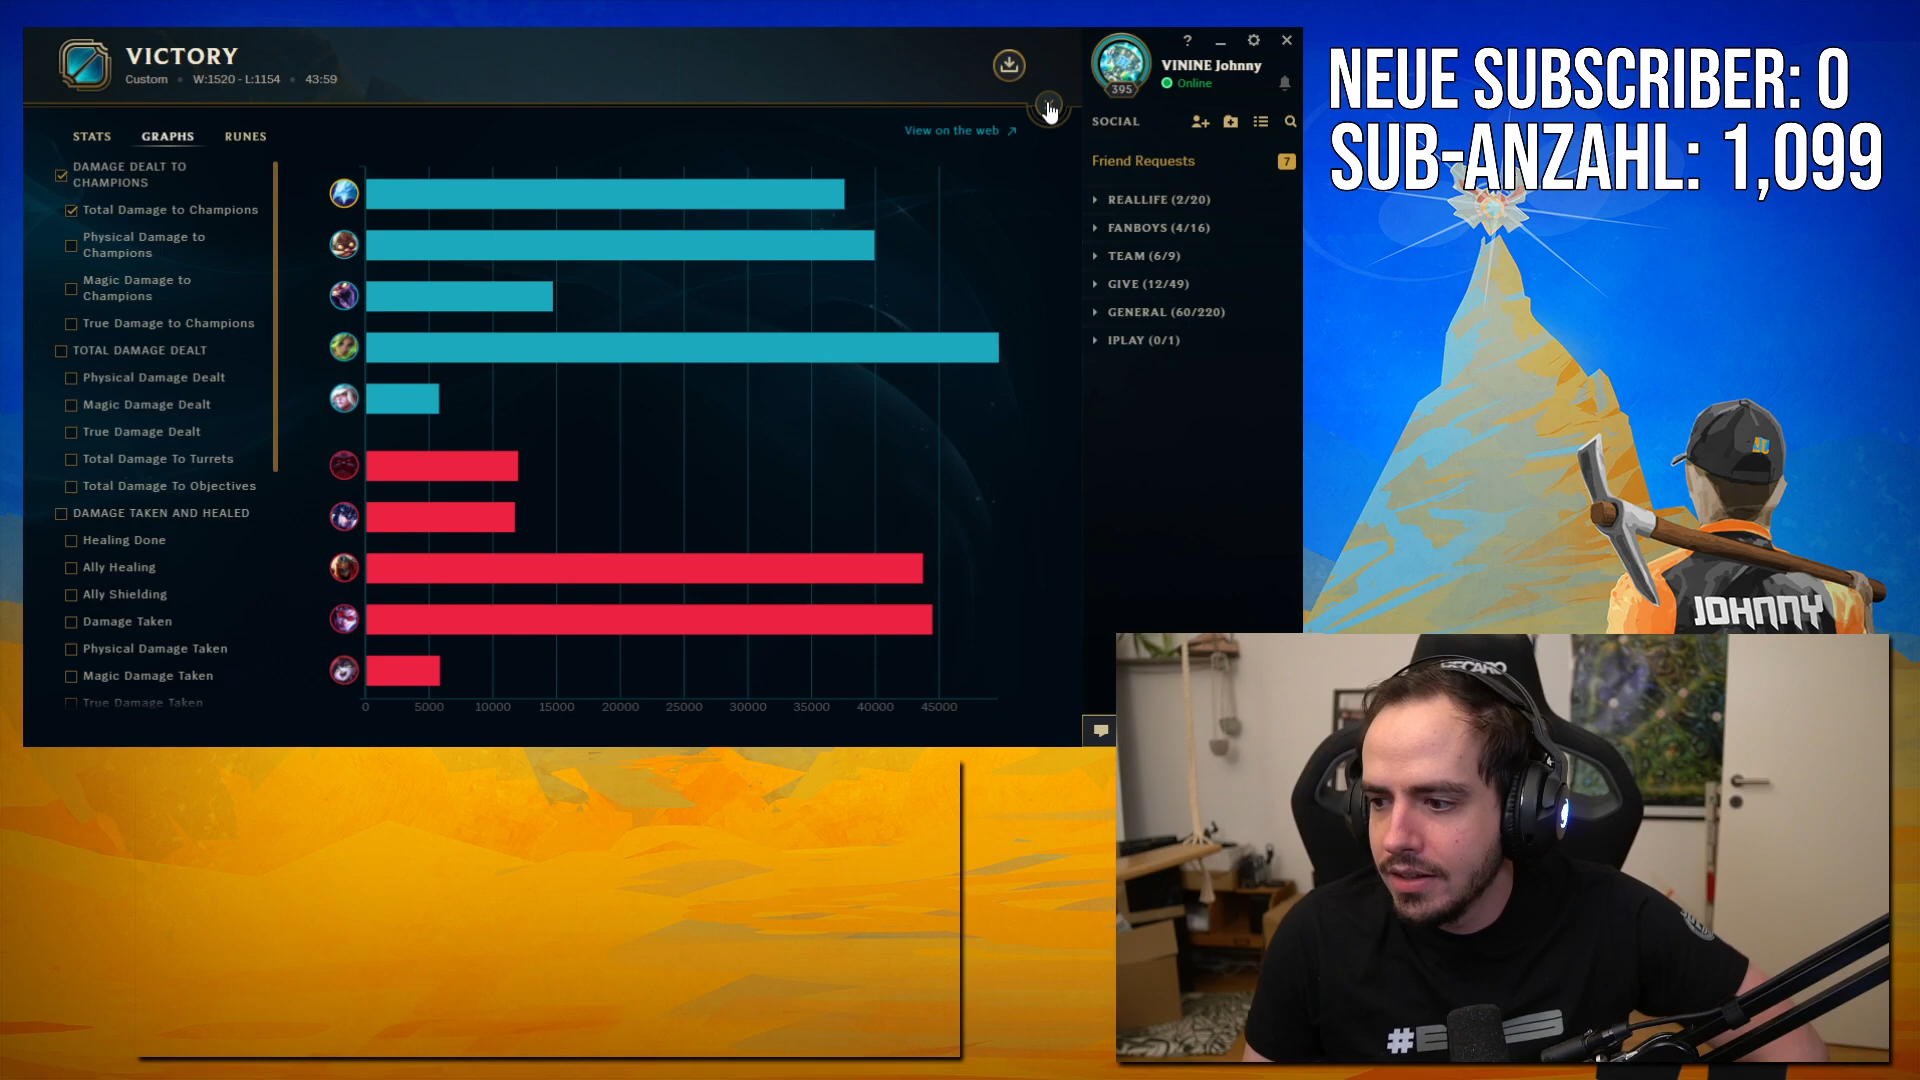 VICTORY
Custom • W:1520 - L:1154 • 43:59
STATS GRAPHS RUNES
View on the web
DAMAGE DEALT TO
CHAMPIONS
Total Damage to Champions
Physical Damage to
Champions
Magic Damage to
Champions
True Damage to Champions
TOTAL DAMAGE DEALT
Physical Damage Dealt
Magic Damage Dealt
True Damage Dealt
Total Damage To Turrets
Total Damage To Objectives
DAMAGE TAKEN AND HEALED
Healing Done
Ally Healing
Ally Shielding
Damage Taken
Physical Damage Taken
Magic Damage Taken
True Damage Taken
0 5000 10000 15000 20000 25000 30000 35000 40000 45000
395
VININE Johnny
Online
?
SOCIAL
Friend Requests 7
REALLIFE (2/20)
FANBOYS (4/16)
TEAM (6/9)
GIVE (12/49)
GENERAL (60/220)
IPLAY (0/1)
NEUE SUBSCRIBER: 0
SUB-ANZAHL: 1,099
JOHNNY
RECARO